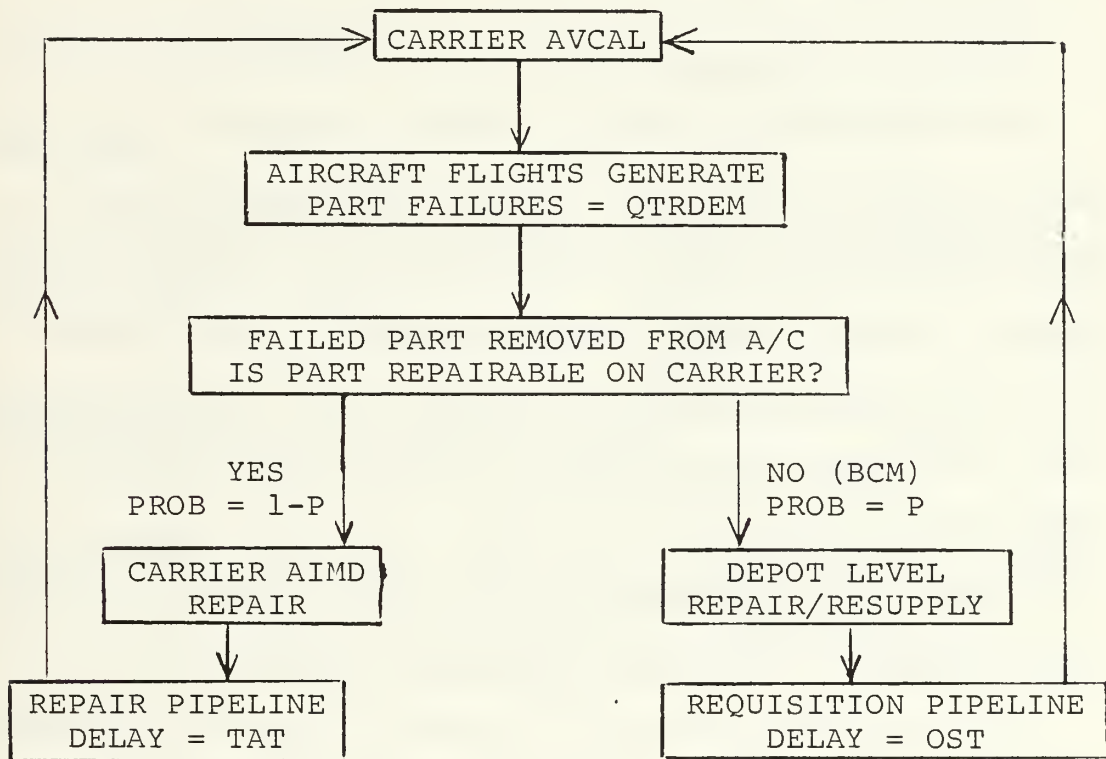 CARRIER AVCAL
AIRCRAFT FLIGHTS GENERATE
PART FAILURES = QTRDEM
FAILED PART REMOVED FROM A/C
IS PART REPAIRABLE ON CARRIER?
YES
PROB = 1-P
NO (BCM)
PROB = P
CARRIER AIMD
REPAIR
DEPOT LEVEL
REPAIR/RESUPPLY
REPAIR PIPELINE
DELAY = TAT
REQUISITION PIPELINE
DELAY = OST